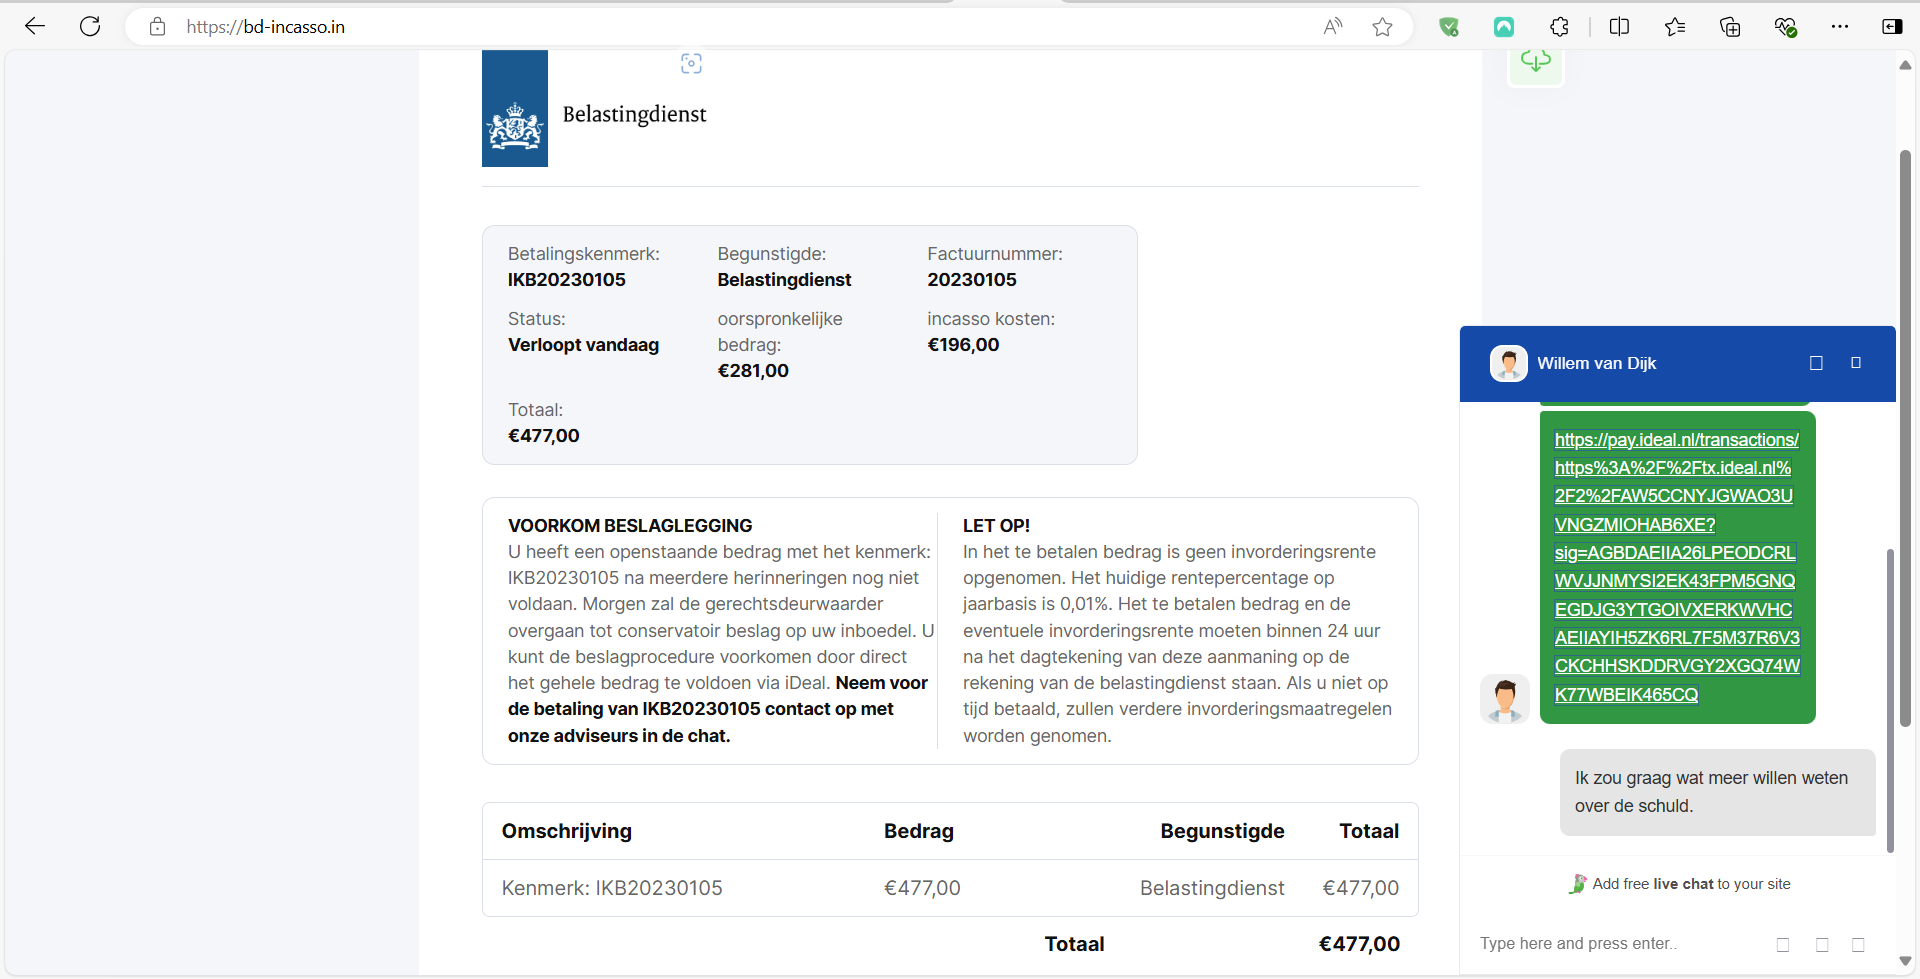 https://bd-incasso.in
Belastingdienst
Betalingskenmerk:
IKB20230105
Begunstigde:
Belastingdienst
Factuurnummer:
20230105
Status:
Verloopt vandaag
oorspronkelijke
bedrag:
€281,00
incasso kosten:
€196,00
Totaal:
€477,00
VOORKOM BESLAGLEGGING
U heeft een openstaande bedrag met het kenmerk:
IKB20230105 na meerdere herinneringen nog niet
voldaan. Morgen zal de gerechtsdeurwaarder
overgaan tot conservatoir beslag op uw inboedel. U
kunt de beslagprocedure voorkomen door direct
het gehele bedrag te voldoen via iDeal. Neem voor
de betaling van IKB20230105 contact op met
onze adviseurs in de chat.
LET OP!
In het te betalen bedrag is geen invorderingsrente
opgenomen. Het huidige rentepercentage op
jaarbasis is 0,01%. Het te betalen bedrag en de
eventuele invorderingsrente moeten binnen 24 uur
na het dagtekening van deze aanmaning op de
rekening van de belastingdienst staan. Als u niet op
tijd betaald, zullen verdere invorderingsmaatregelen
worden genomen.
Omschrijving Bedrag Begunstigde Totaal
Kenmerk: IKB20230105 €477,00 Belastingdienst €477,00
Totaal €477,00
Willem van Dijk
https://pay.ideal.nl/transactions/
https%3A%2F%2Ftx.ideal.nl%
2F2%2FAW5CCNYJGWAO3U
VNGZMIOHAB6XE?
sig=AGBDAEIIA26LPEODCRL
WVJJNMYSI2EK43FPM5GNQ
EGDJG3YTGOIVXERKWVHC
AEIIAYIH5ZK6RL7F5M37R6V3
CKCHHSKDDRVGY2XGQ74W
K77WBEIK465CQ
Ik zou graag wat meer willen weten
over de schuld.
Add free live chat to your site
Type here and press enter..